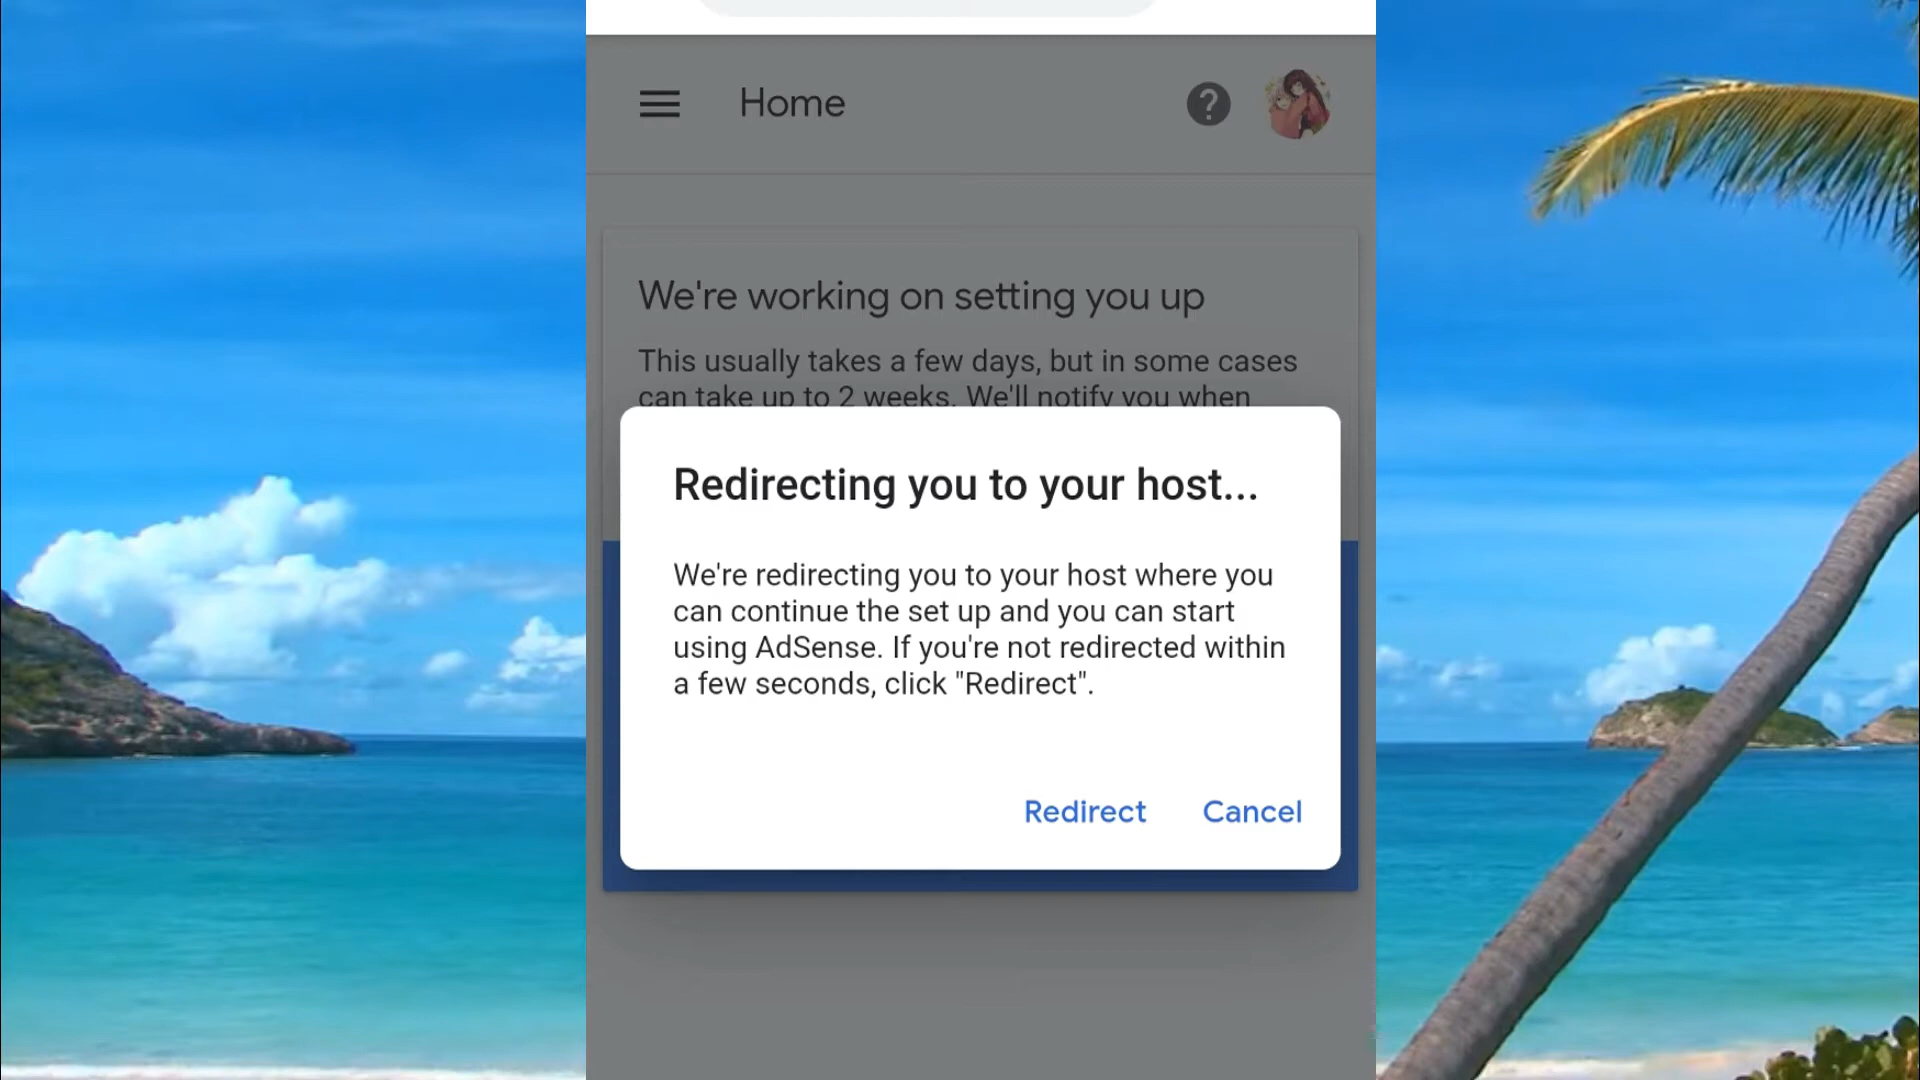 Home
We're working on setting you up
This usually takes a few days, but in some cases
can take up to 2 weeks. We'll notify you when
Redirecting you to your host...
We're redirecting you to your host where you
can continue the set up and you can start
using AdSense. If you're not redirected within
a few seconds, click "Redirect".
Redirect Cancel